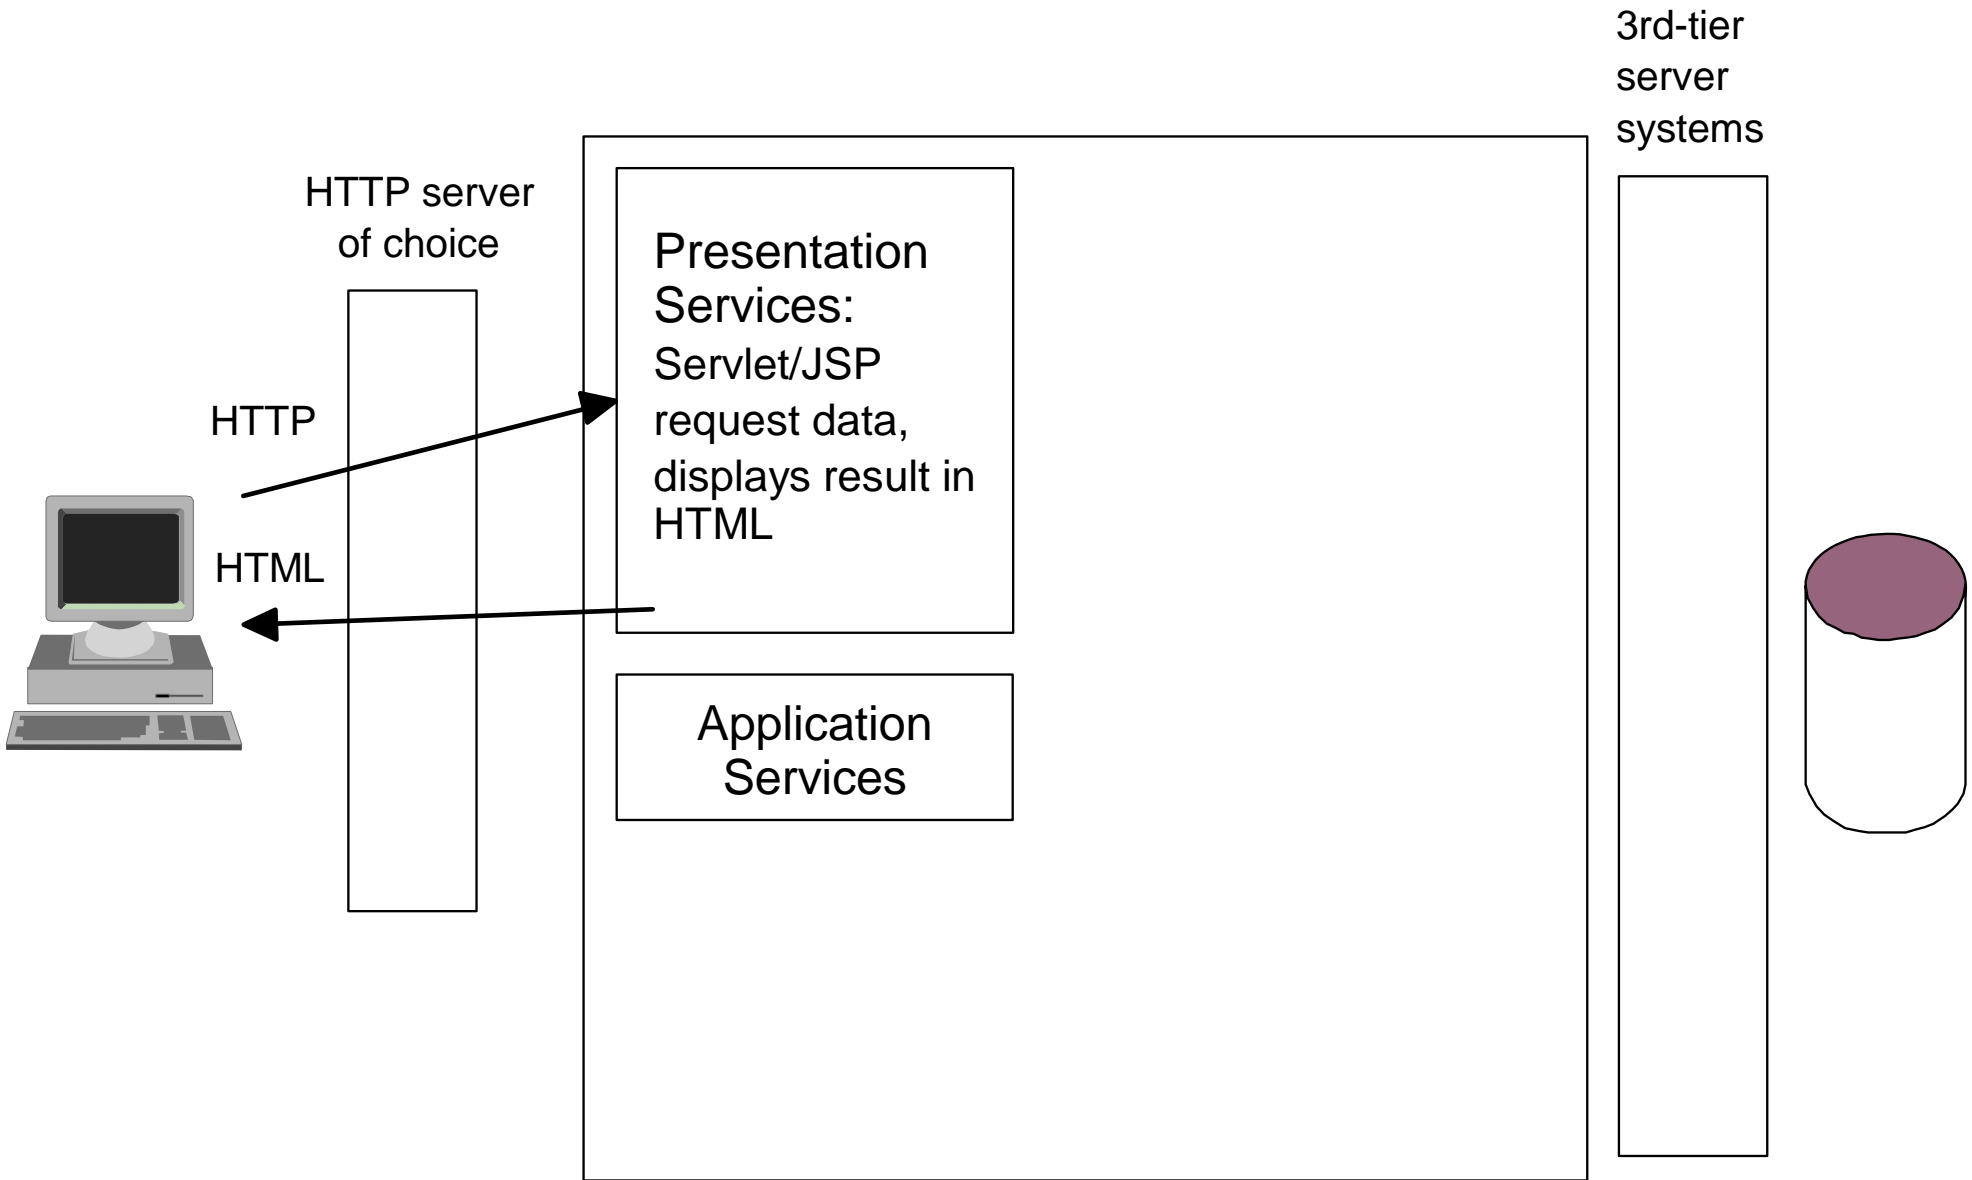 3rd-tier
server
systems
HTTP server
of choice
Presentation
Services:
Servlet/JSP
request data,
displays result in
HTML
HTTP
HTML
Application
Services